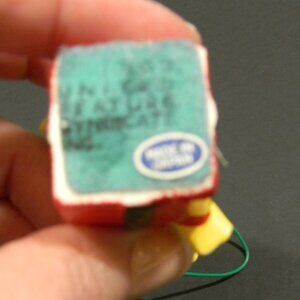 UNITED
FEATURE
SYNDICATE
INC.
MADE IN
JAPAN